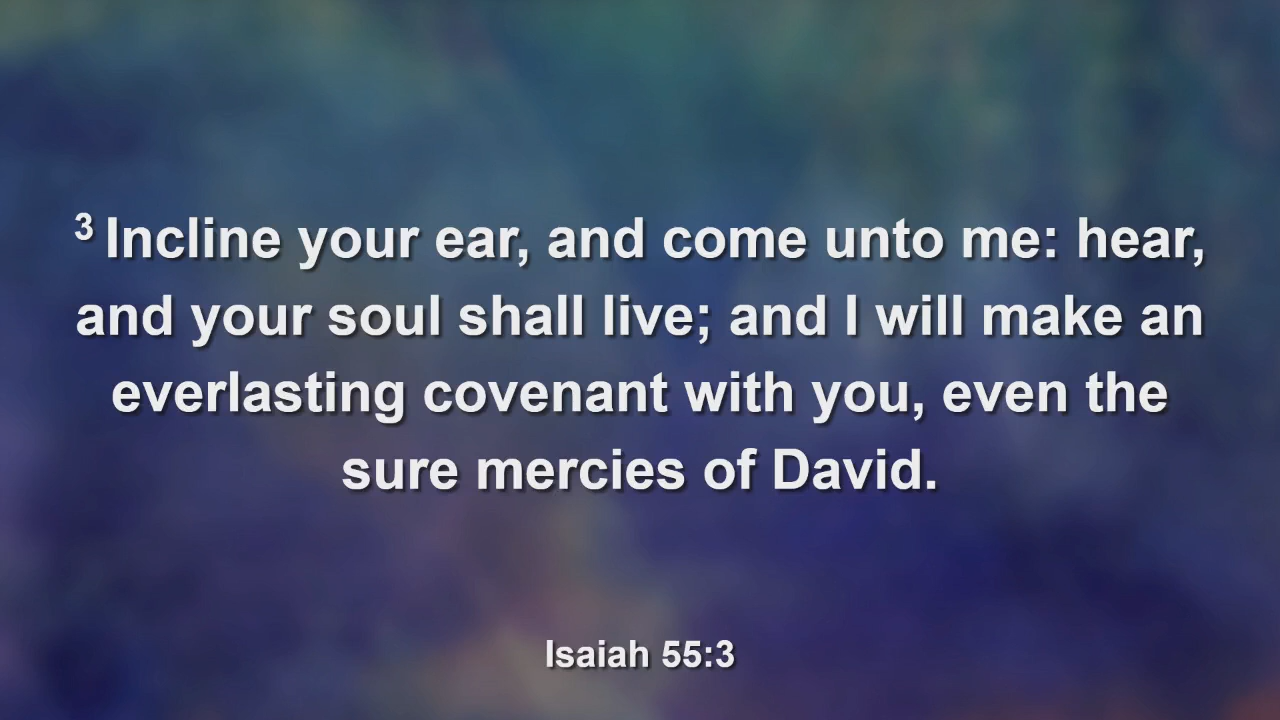 3 Incline your ear, and come unto me: hear,
and your soul shall live; and I will make an
everlasting covenant with you, even the
sure mercies of David.
Isaiah 55:3